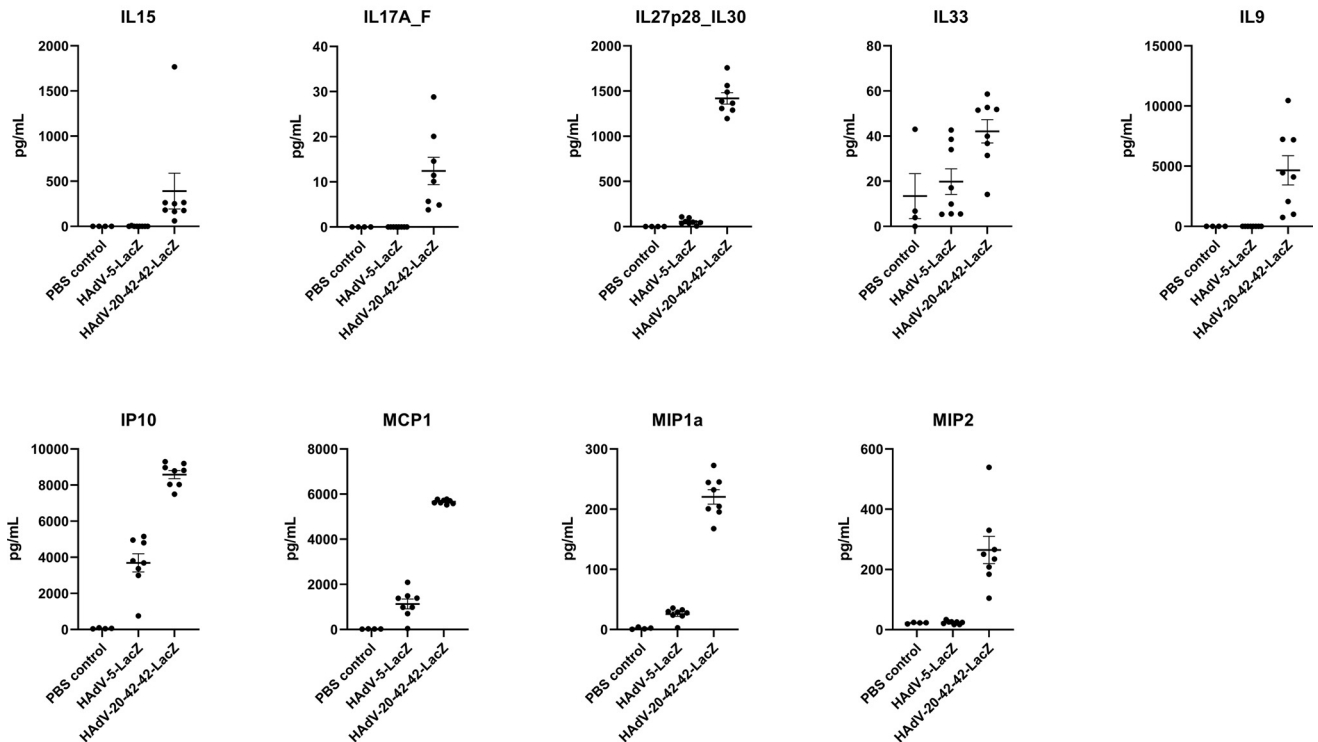 IL15
IL17A_F
IL27p28_IL30
IL33
IL9
pg/mL
2000
1500
1000
500
0
PBS control
HAdV-5-LacZ
HAdV-20-42-42-LacZ
pg/mL
40
30
20
10
0
PBS control
HAdV-5-LacZ
HAdV-20-42-42-LacZ
pg/mL
2000
1500
1000
500
0
PBS control
HAdV-5-LacZ
HAdV-20-42-42-LacZ
pg/mL
80
60
40
20
0
PBS control
HAdV-5-LacZ
HAdV-20-42-42-LacZ
pg/mL
15000
10000
5000
0
PBS control
HAdV-5-LacZ
HAdV-20-42-42-LacZ
IP10
MCP1
MIP1a
MIP2
pg/mL
10000
8000
6000
4000
2000
0
PBS control
HAdV-5-LacZ
HAdV-20-42-42-LacZ
pg/mL
8000
6000
4000
2000
0
PBS control
HAdV-5-LacZ
HAdV-20-42-42-LacZ
pg/mL
300
200
100
0
PBS control
HAdV-5-LacZ
HAdV-20-42-42-LacZ
pg/mL
600
400
200
0
PBS control
HAdV-5-LacZ
HAdV-20-42-42-LacZ